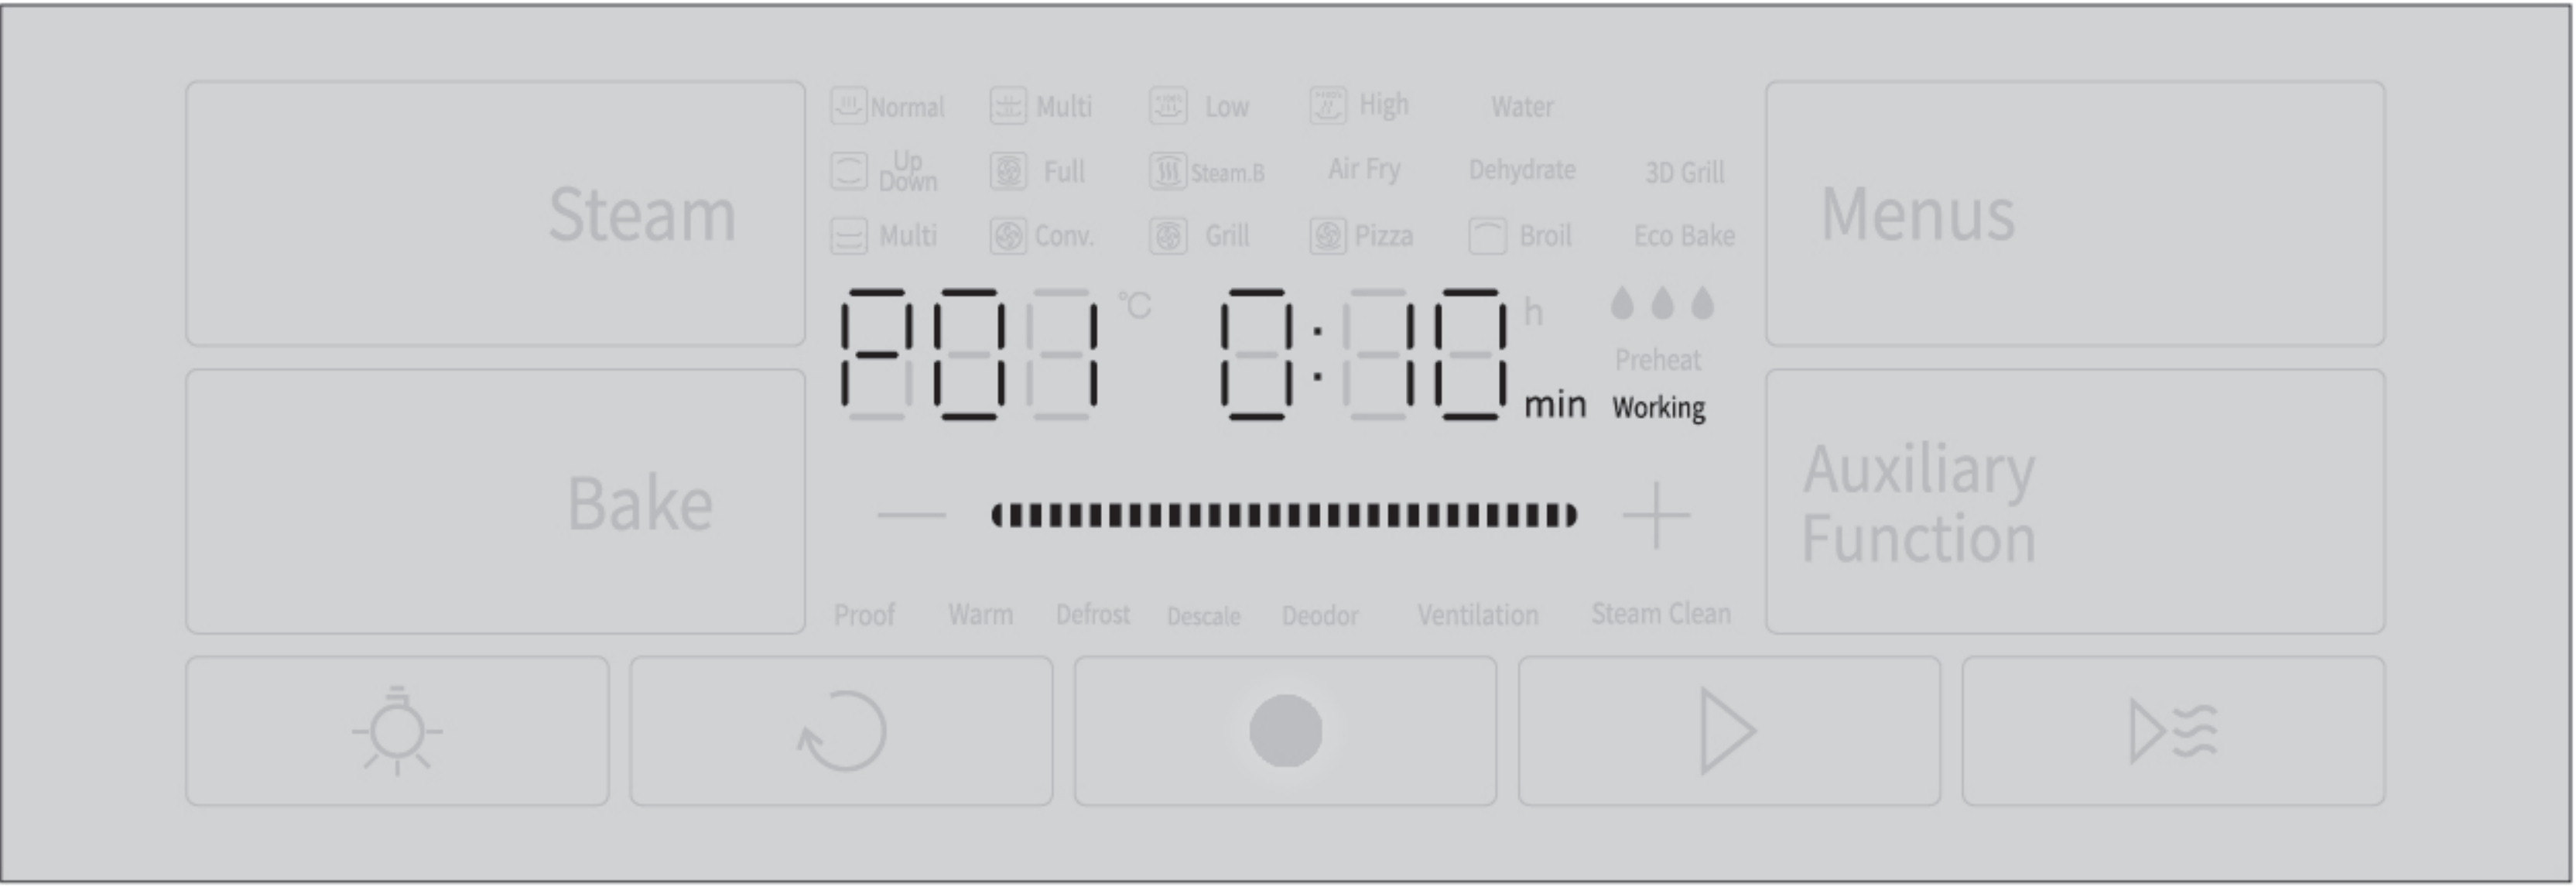 Normal Multi Low High Water
Up Down Full Steam.B Air Fry Dehydrate 3D Grill
Multi Conv. Grill Pizza Broil Eco Bake
Steam
Menus
P01 °C 0:10 h min
Preheat
Working
Bake
Auxiliary
Function
— +
Proof Warm Defrost Descale Deodor Ventilation Steam Clean